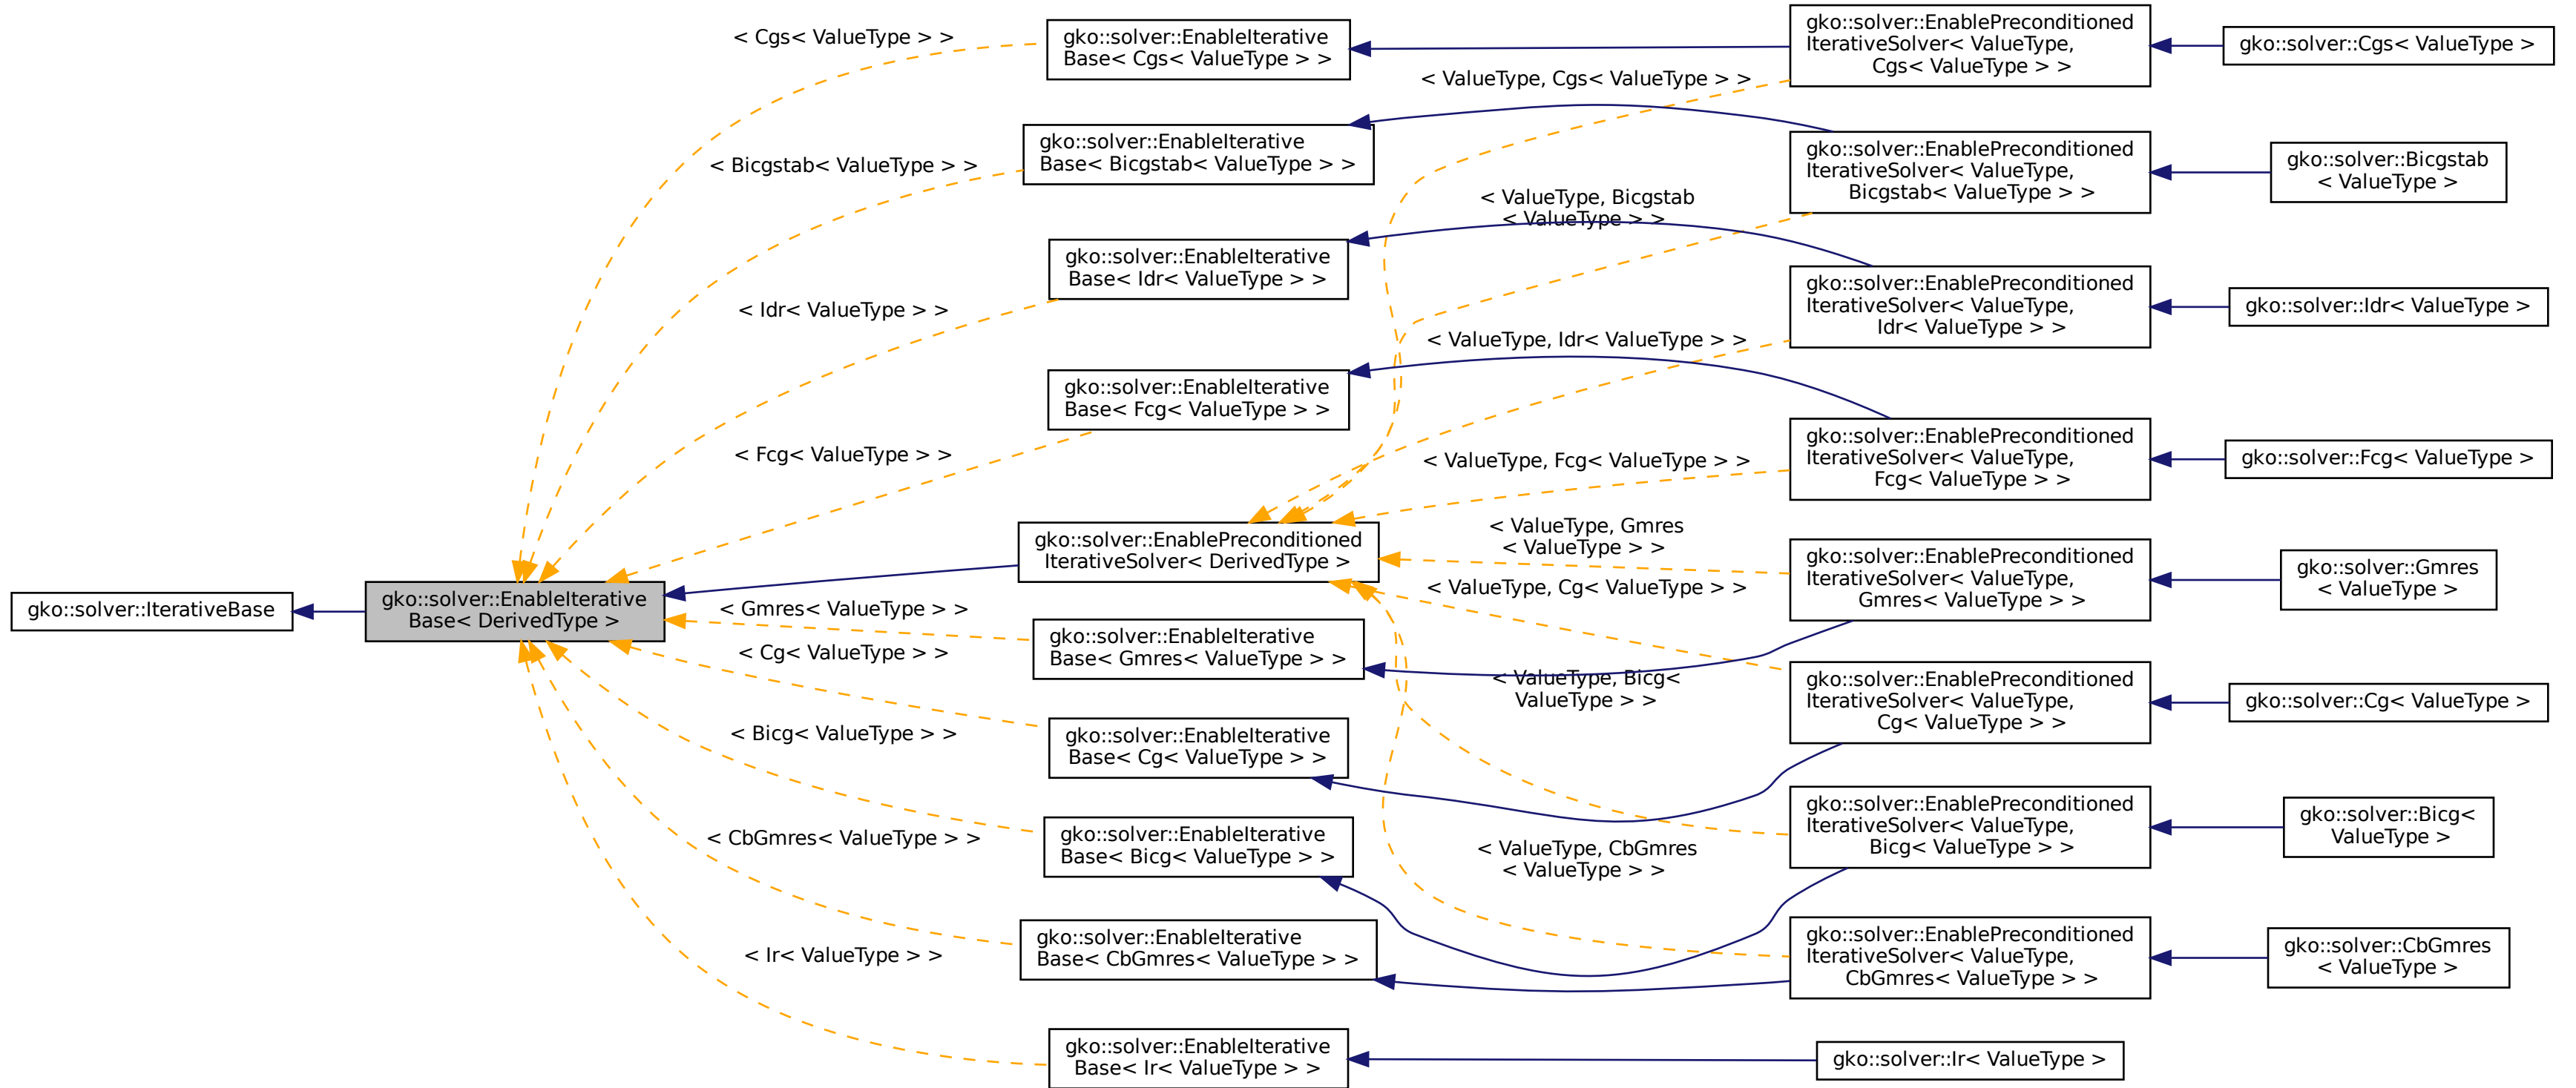 gko::solver::IterativeBase
gko::solver::EnableIterative
Base< DerivedType >
< Cgs< ValueType > >
< Bicgstab< ValueType > >
< Idr< ValueType > >
< Fcg< ValueType > >
< Gmres< ValueType > >
< Cg< ValueType > >
< Bicg< ValueType > >
< CbGmres< ValueType > >
< Ir< ValueType > >
gko::solver::EnableIterative
Base< Cgs< ValueType > >
gko::solver::EnableIterative
Base< Bicgstab< ValueType > >
gko::solver::EnableIterative
Base< Idr< ValueType > >
gko::solver::EnableIterative
Base< Fcg< ValueType > >
gko::solver::EnablePreconditioned
IterativeSolver< DerivedType >
gko::solver::EnableIterative
Base< Gmres< ValueType > >
gko::solver::EnableIterative
Base< Cg< ValueType > >
gko::solver::EnableIterative
Base< Bicg< ValueType > >
gko::solver::EnableIterative
Base< CbGmres< ValueType > >
gko::solver::EnableIterative
Base< Ir< ValueType > >
< ValueType, Cgs< ValueType > >
< ValueType, Bicgstab
< ValueType > >
< ValueType, Idr< ValueType > >
< ValueType, Fcg< ValueType > >
< ValueType, Gmres
< ValueType > >
< ValueType, Cg< ValueType > >
< ValueType, Bicg<
ValueType > >
< ValueType, CbGmres
< ValueType > >
gko::solver::EnablePreconditioned
IterativeSolver< ValueType,
Cgs< ValueType > >
gko::solver::EnablePreconditioned
IterativeSolver< ValueType,
Bicgstab< ValueType > >
gko::solver::EnablePreconditioned
IterativeSolver< ValueType,
Idr< ValueType > >
gko::solver::EnablePreconditioned
IterativeSolver< ValueType,
Fcg< ValueType > >
gko::solver::EnablePreconditioned
IterativeSolver< ValueType,
Gmres< ValueType > >
gko::solver::EnablePreconditioned
IterativeSolver< ValueType,
Cg< ValueType > >
gko::solver::EnablePreconditioned
IterativeSolver< ValueType,
Bicg< ValueType > >
gko::solver::EnablePreconditioned
IterativeSolver< ValueType,
CbGmres< ValueType > >
gko::solver::Ir< ValueType >
gko::solver::Cgs< ValueType >
gko::solver::Bicgstab
< ValueType >
gko::solver::Idr< ValueType >
gko::solver::Fcg< ValueType >
gko::solver::Gmres
< ValueType >
gko::solver::Cg< ValueType >
gko::solver::Bicg<
ValueType >
gko::solver::CbGmres
< ValueType >